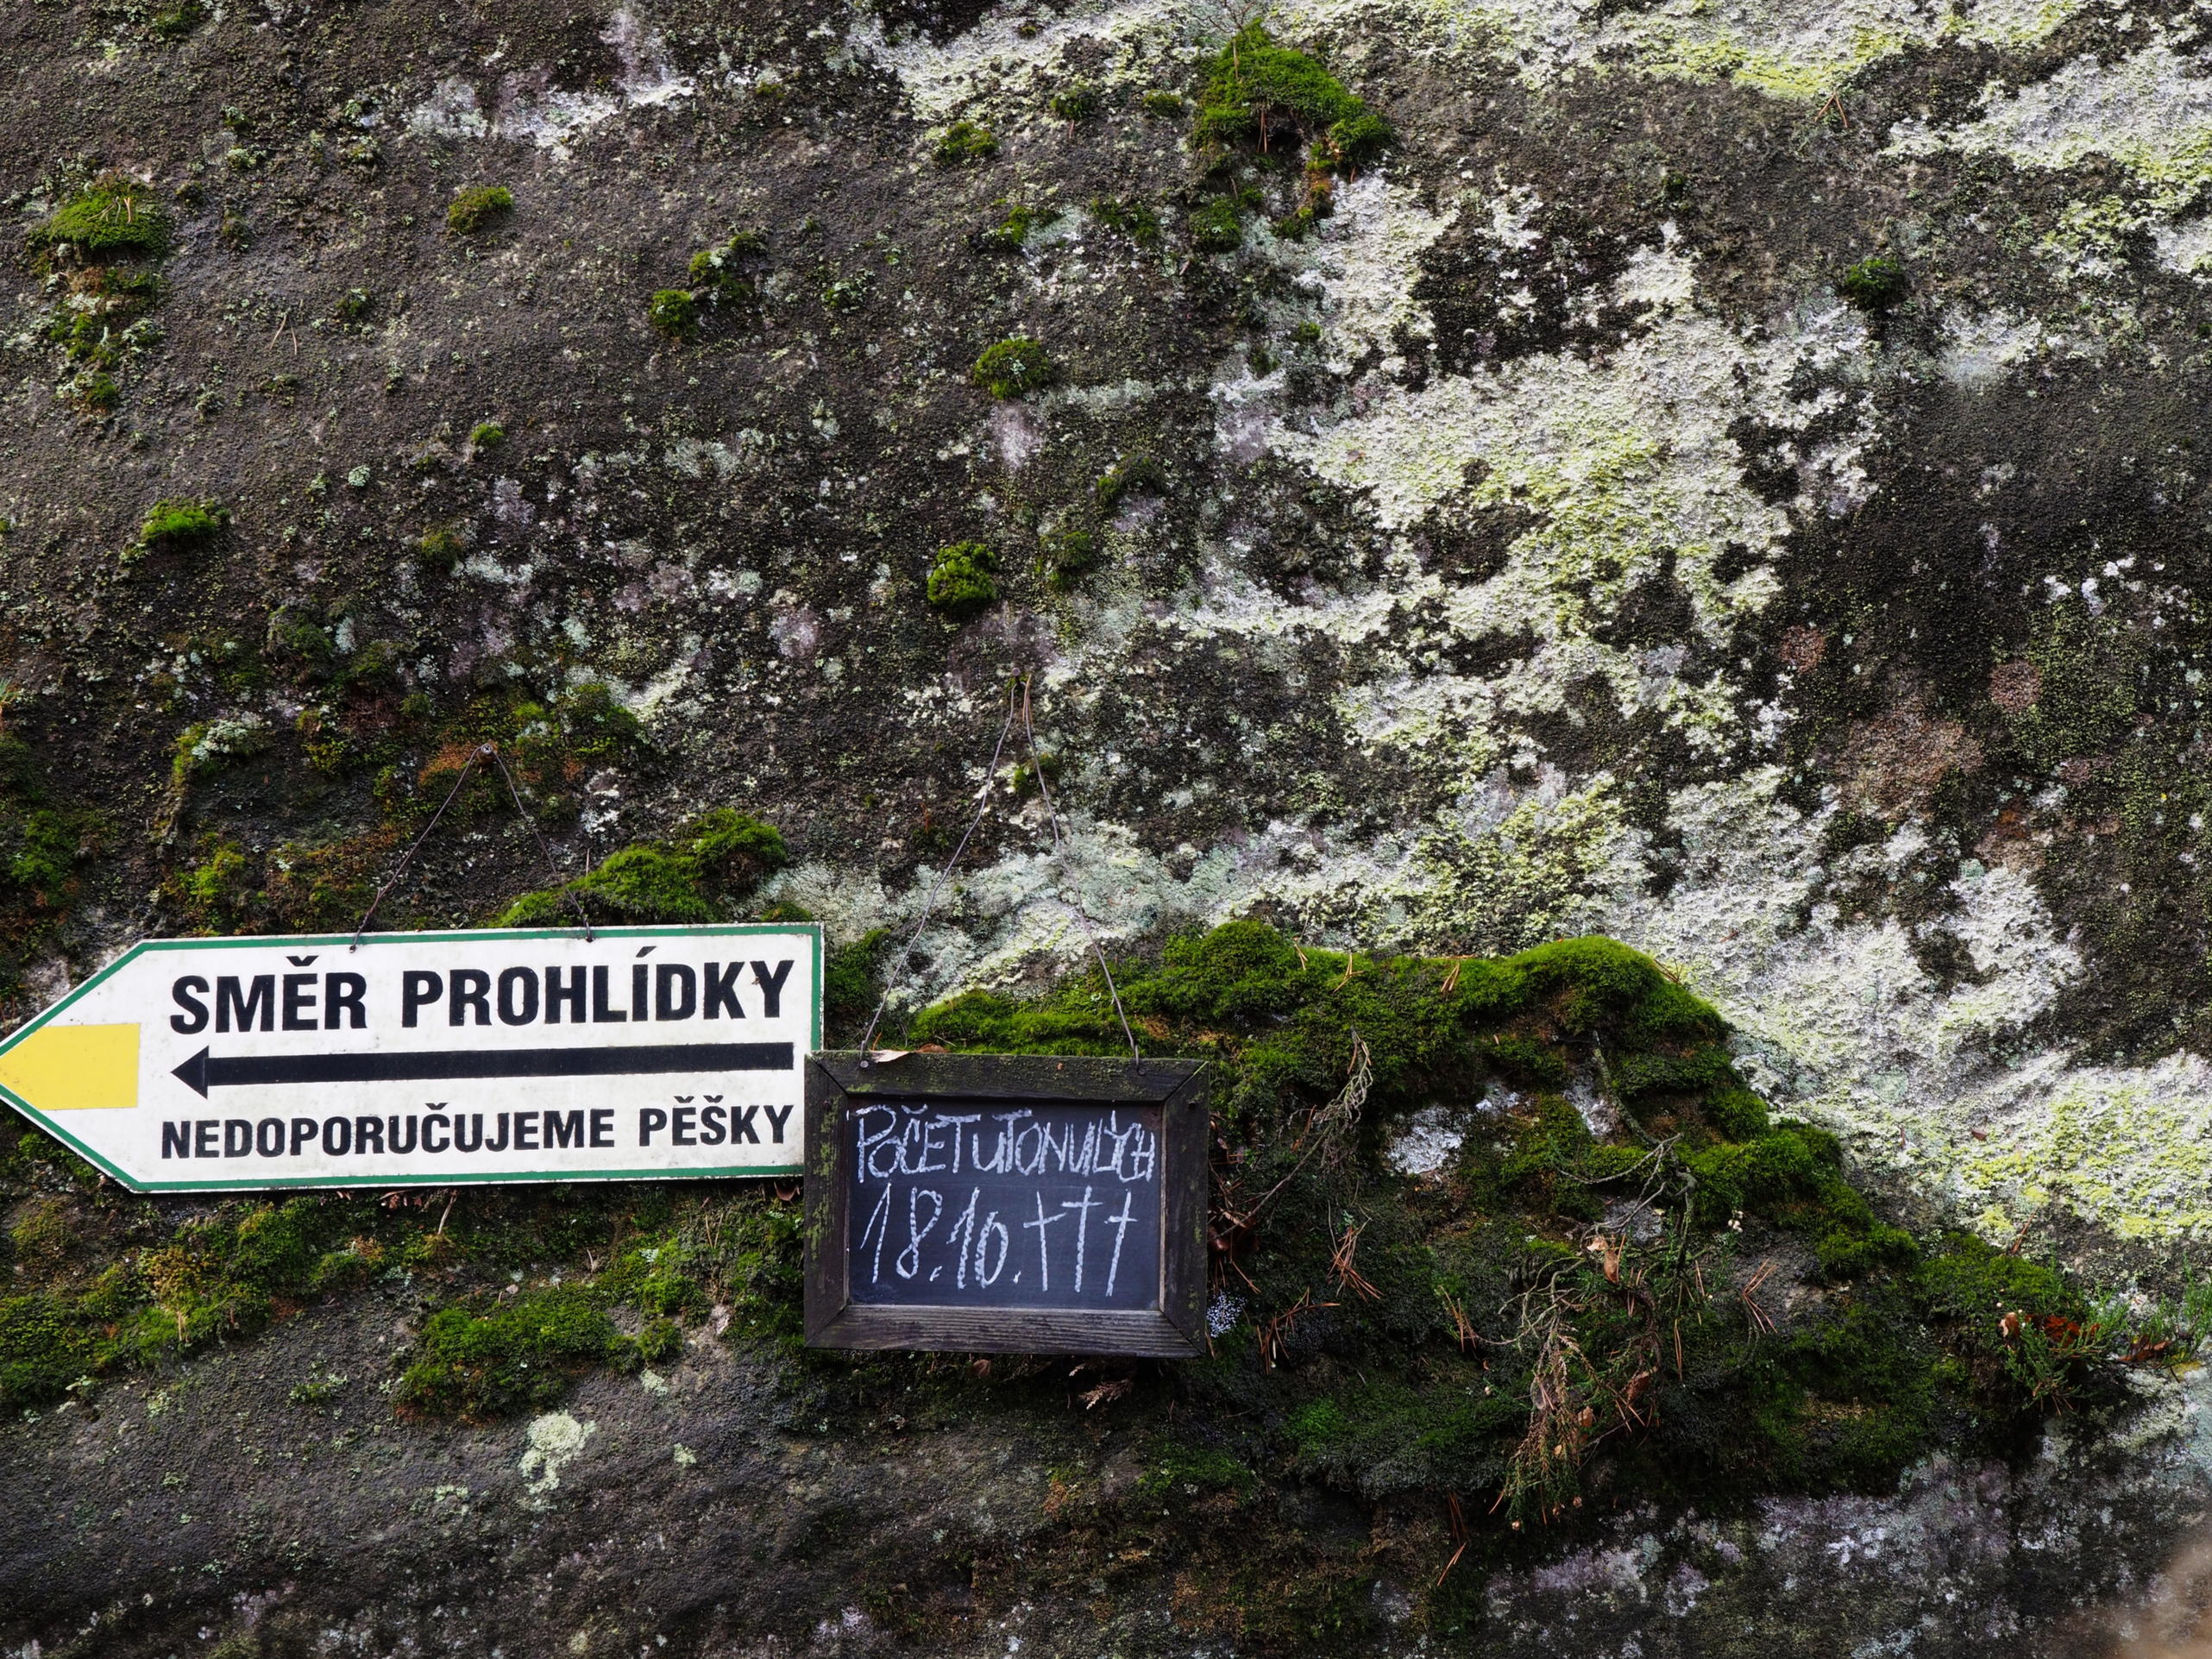 SMĚR PROHLÍDKY
NEDOPORUČUJEME PĚŠKY
POČET UTONULÝCH
18.10. † † †